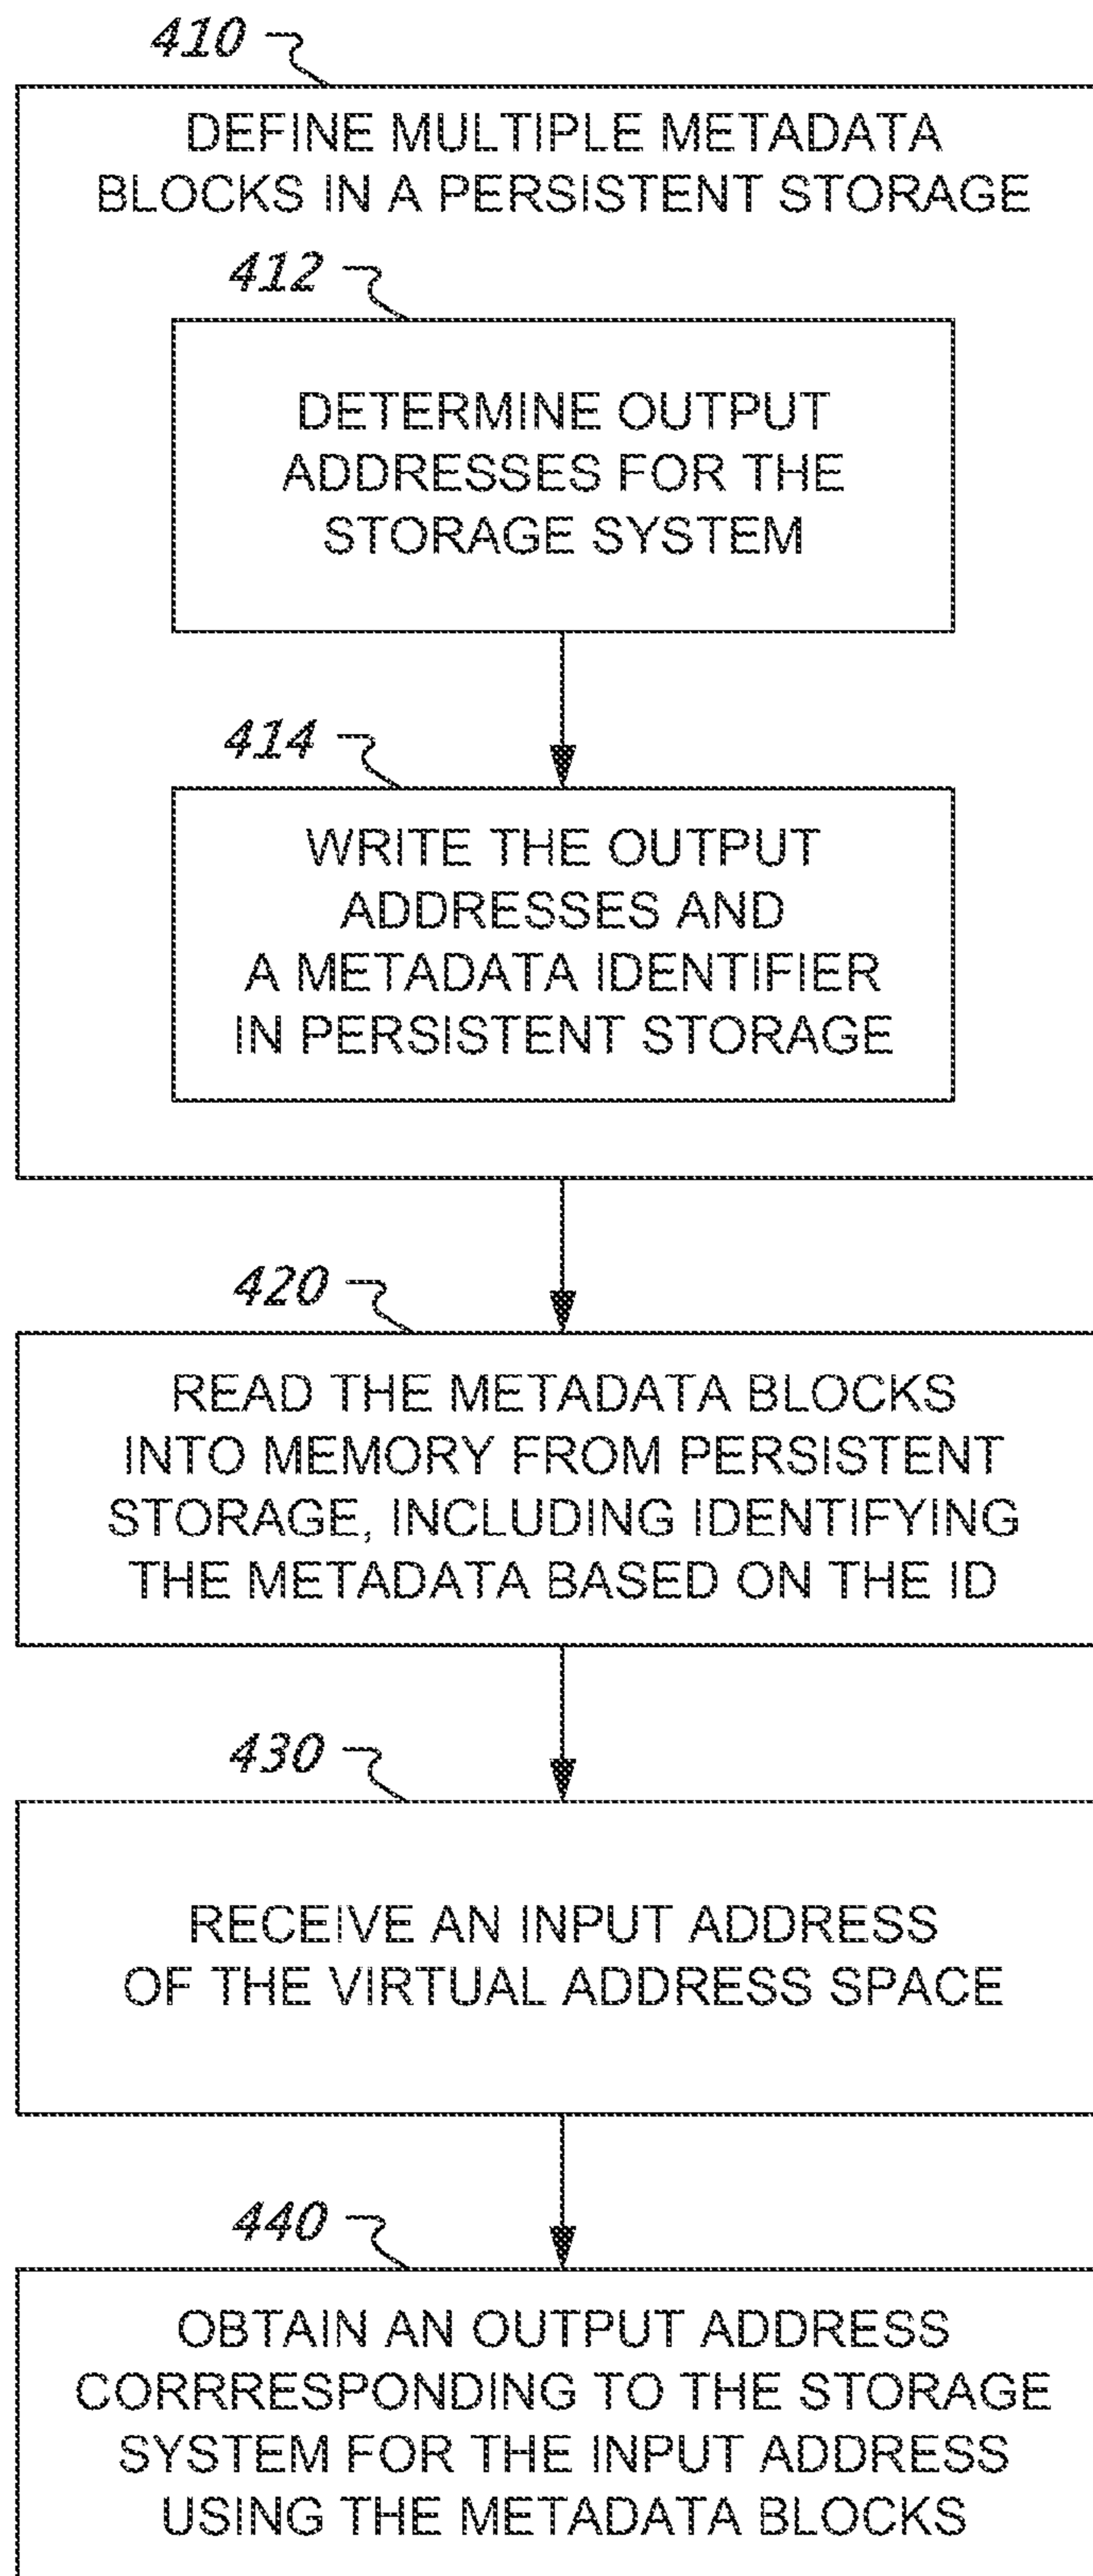 410
DEFINE MULTIPLE METADATA
BLOCKS IN A PERSISTENT STORAGE
412
DETERMINE OUTPUT
ADDRESSES FOR THE
STORAGE SYSTEM
414
WRITE THE OUTPUT
ADDRESSES AND
A METADATA IDENTIFIER
IN PERSISTENT STORAGE
420
READ THE METADATA BLOCKS
INTO MEMORY FROM PERSISTENT
STORAGE, INCLUDING IDENTIFYING
THE METADATA BASED ON THE ID
430
RECEIVE AN INPUT ADDRESS
OF THE VIRTUAL ADDRESS SPACE
440
OBTAIN AN OUTPUT ADDRESS
CORRRESPONDING TO THE STORAGE
SYSTEM FOR THE INPUT ADDRESS
USING THE METADATA BLOCKS